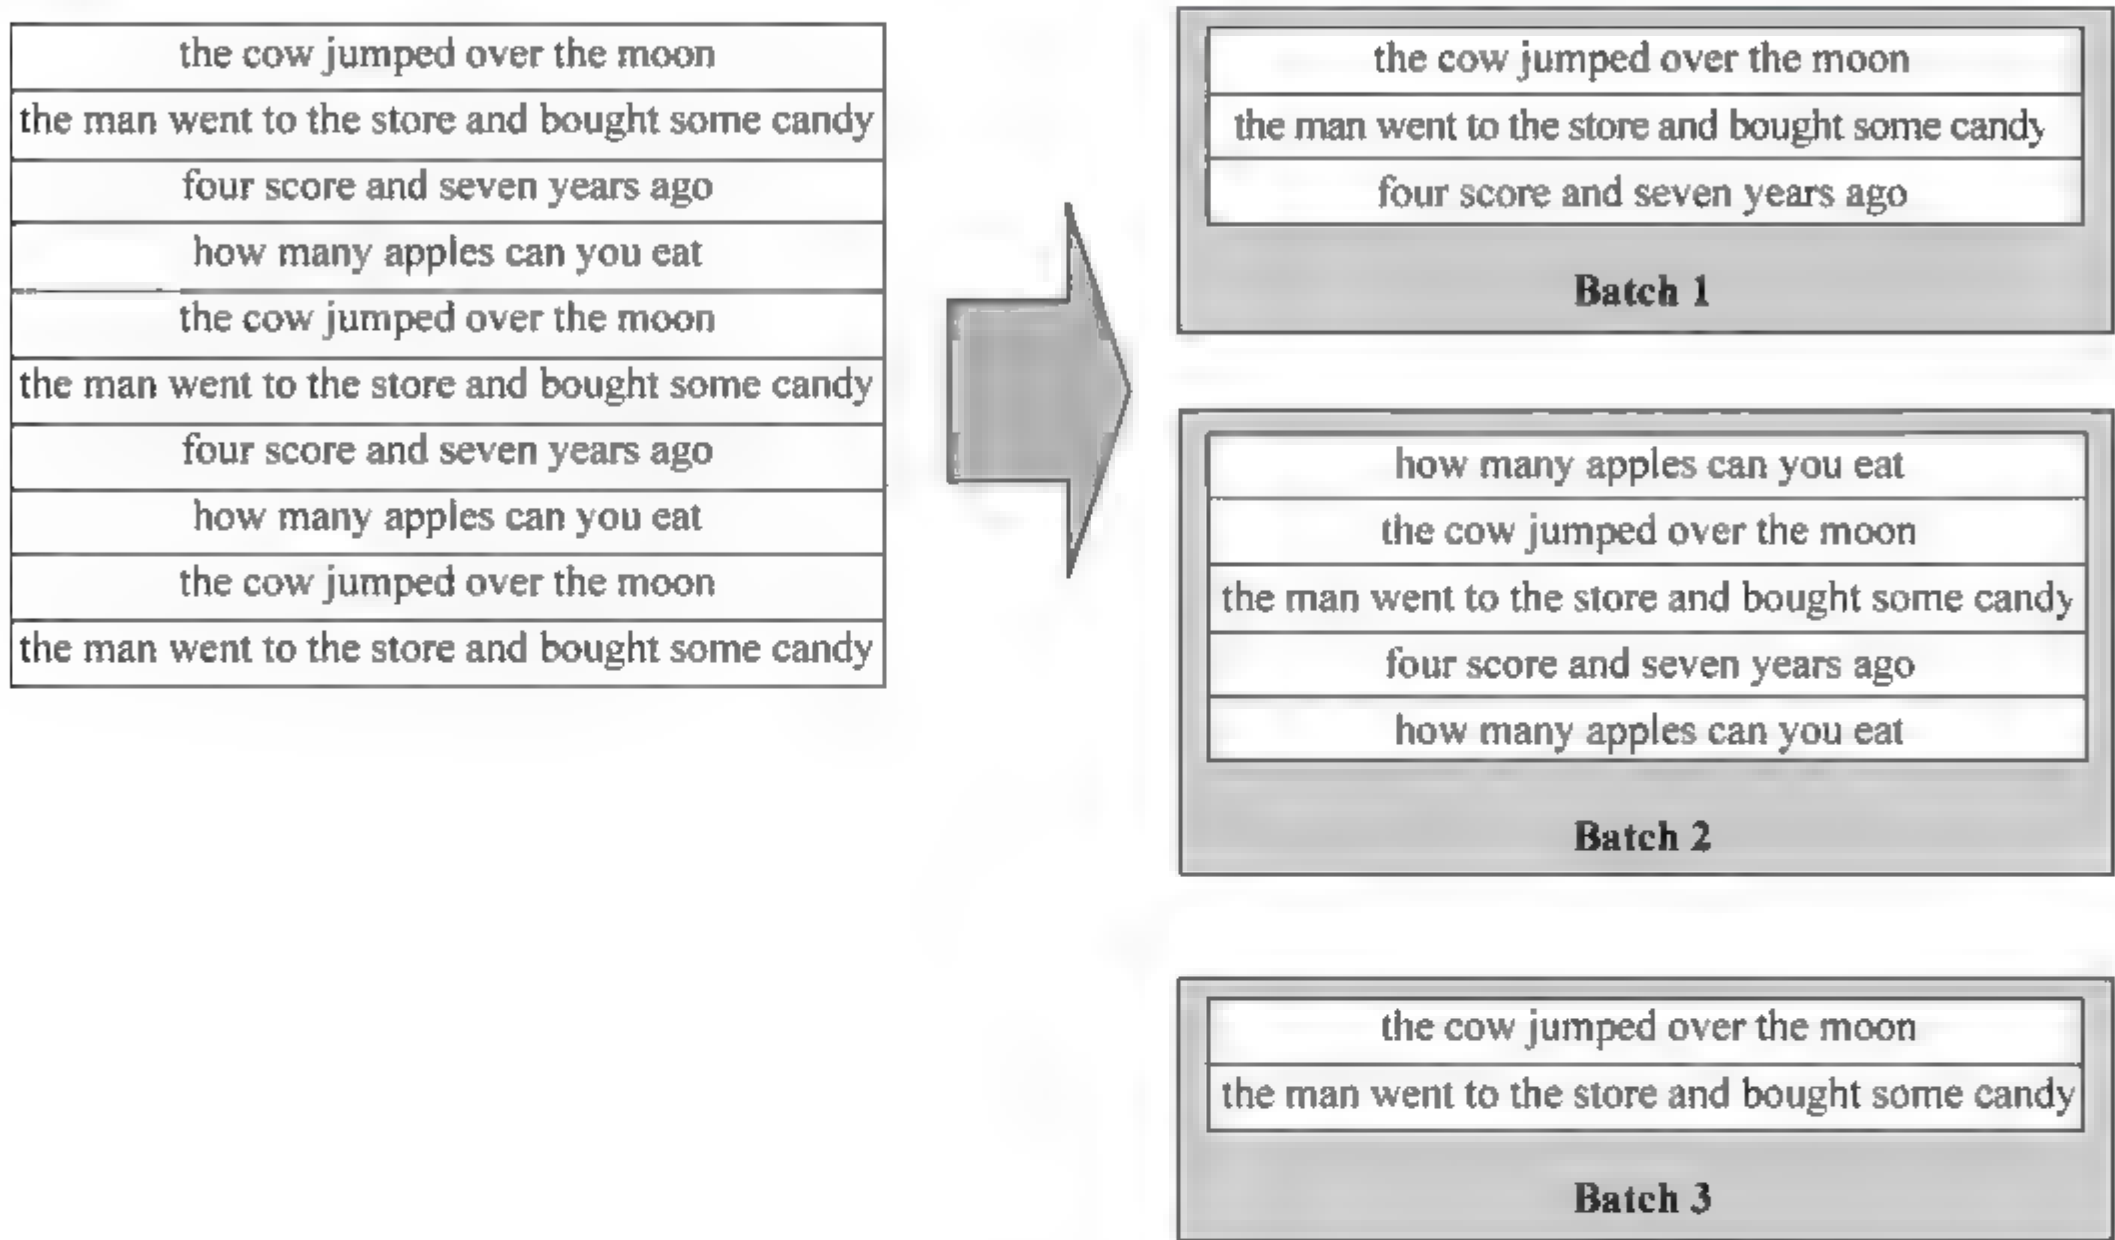 the cow jumped over the moon
the man went to the store and bought some candy
four score and seven years ago
how many apples can you eat
the cow jumped over the moon
the man went to the store and bought some candy
four score and seven years ago
how many apples can you eat
the cow jumped over the moon
the man went to the store and bought some candy
the cow jumped over the moon
the man went to the store and bought some candy
four score and seven years ago
Batch 1
how many apples can you eat
the cow jumped over the moon
the man went to the store and bought some candy
four score and seven years ago
how many apples can you eat
Batch 2
the cow jumped over the moon
the man went to the store and bought some candy
Batch 3